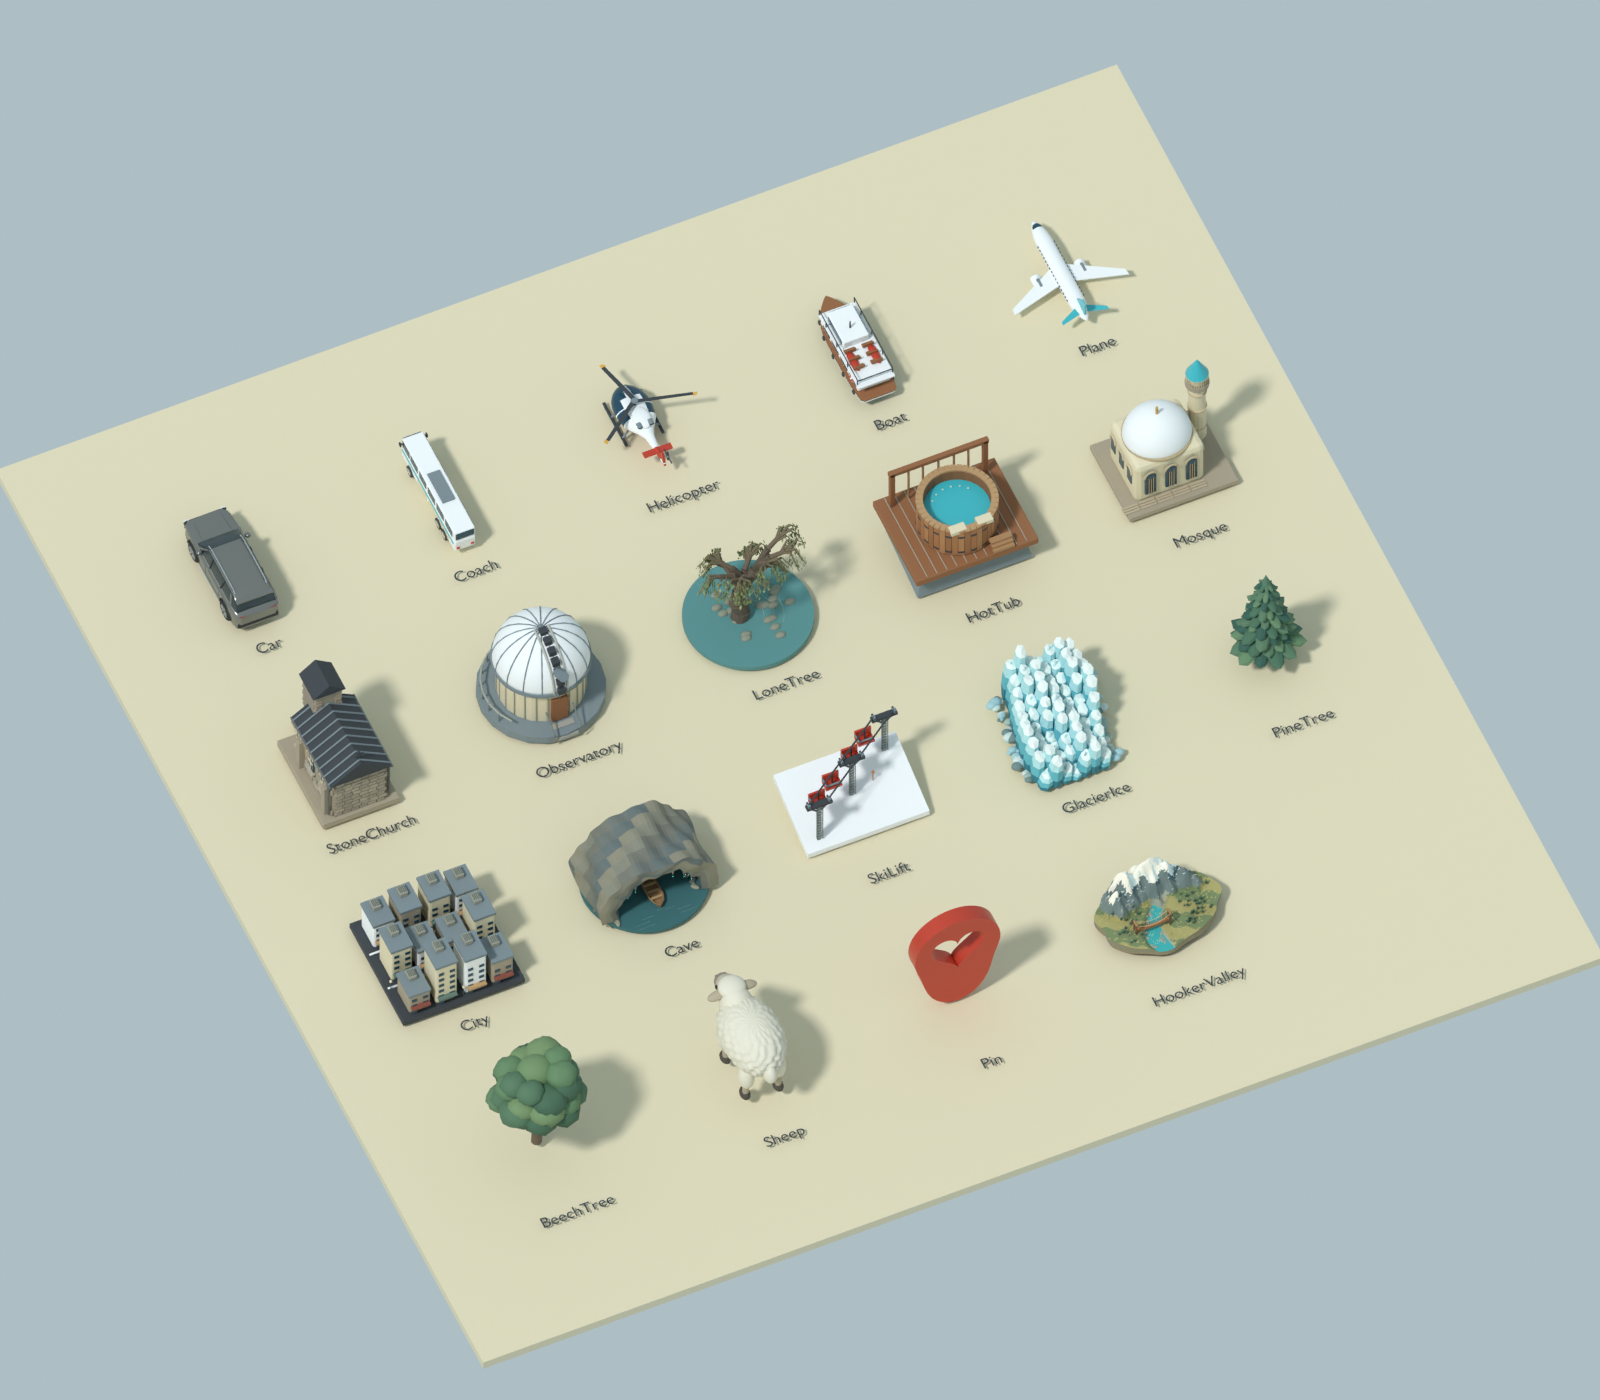 Plane
Boat
Helicopter
Coach
Car
Mosque
HotTub
LoneTree
Observatory
StoneChurch
PineTree
GlacierIce
SkiLift
Cave
City
HookerValley
Pin
Sheep
BeechTree